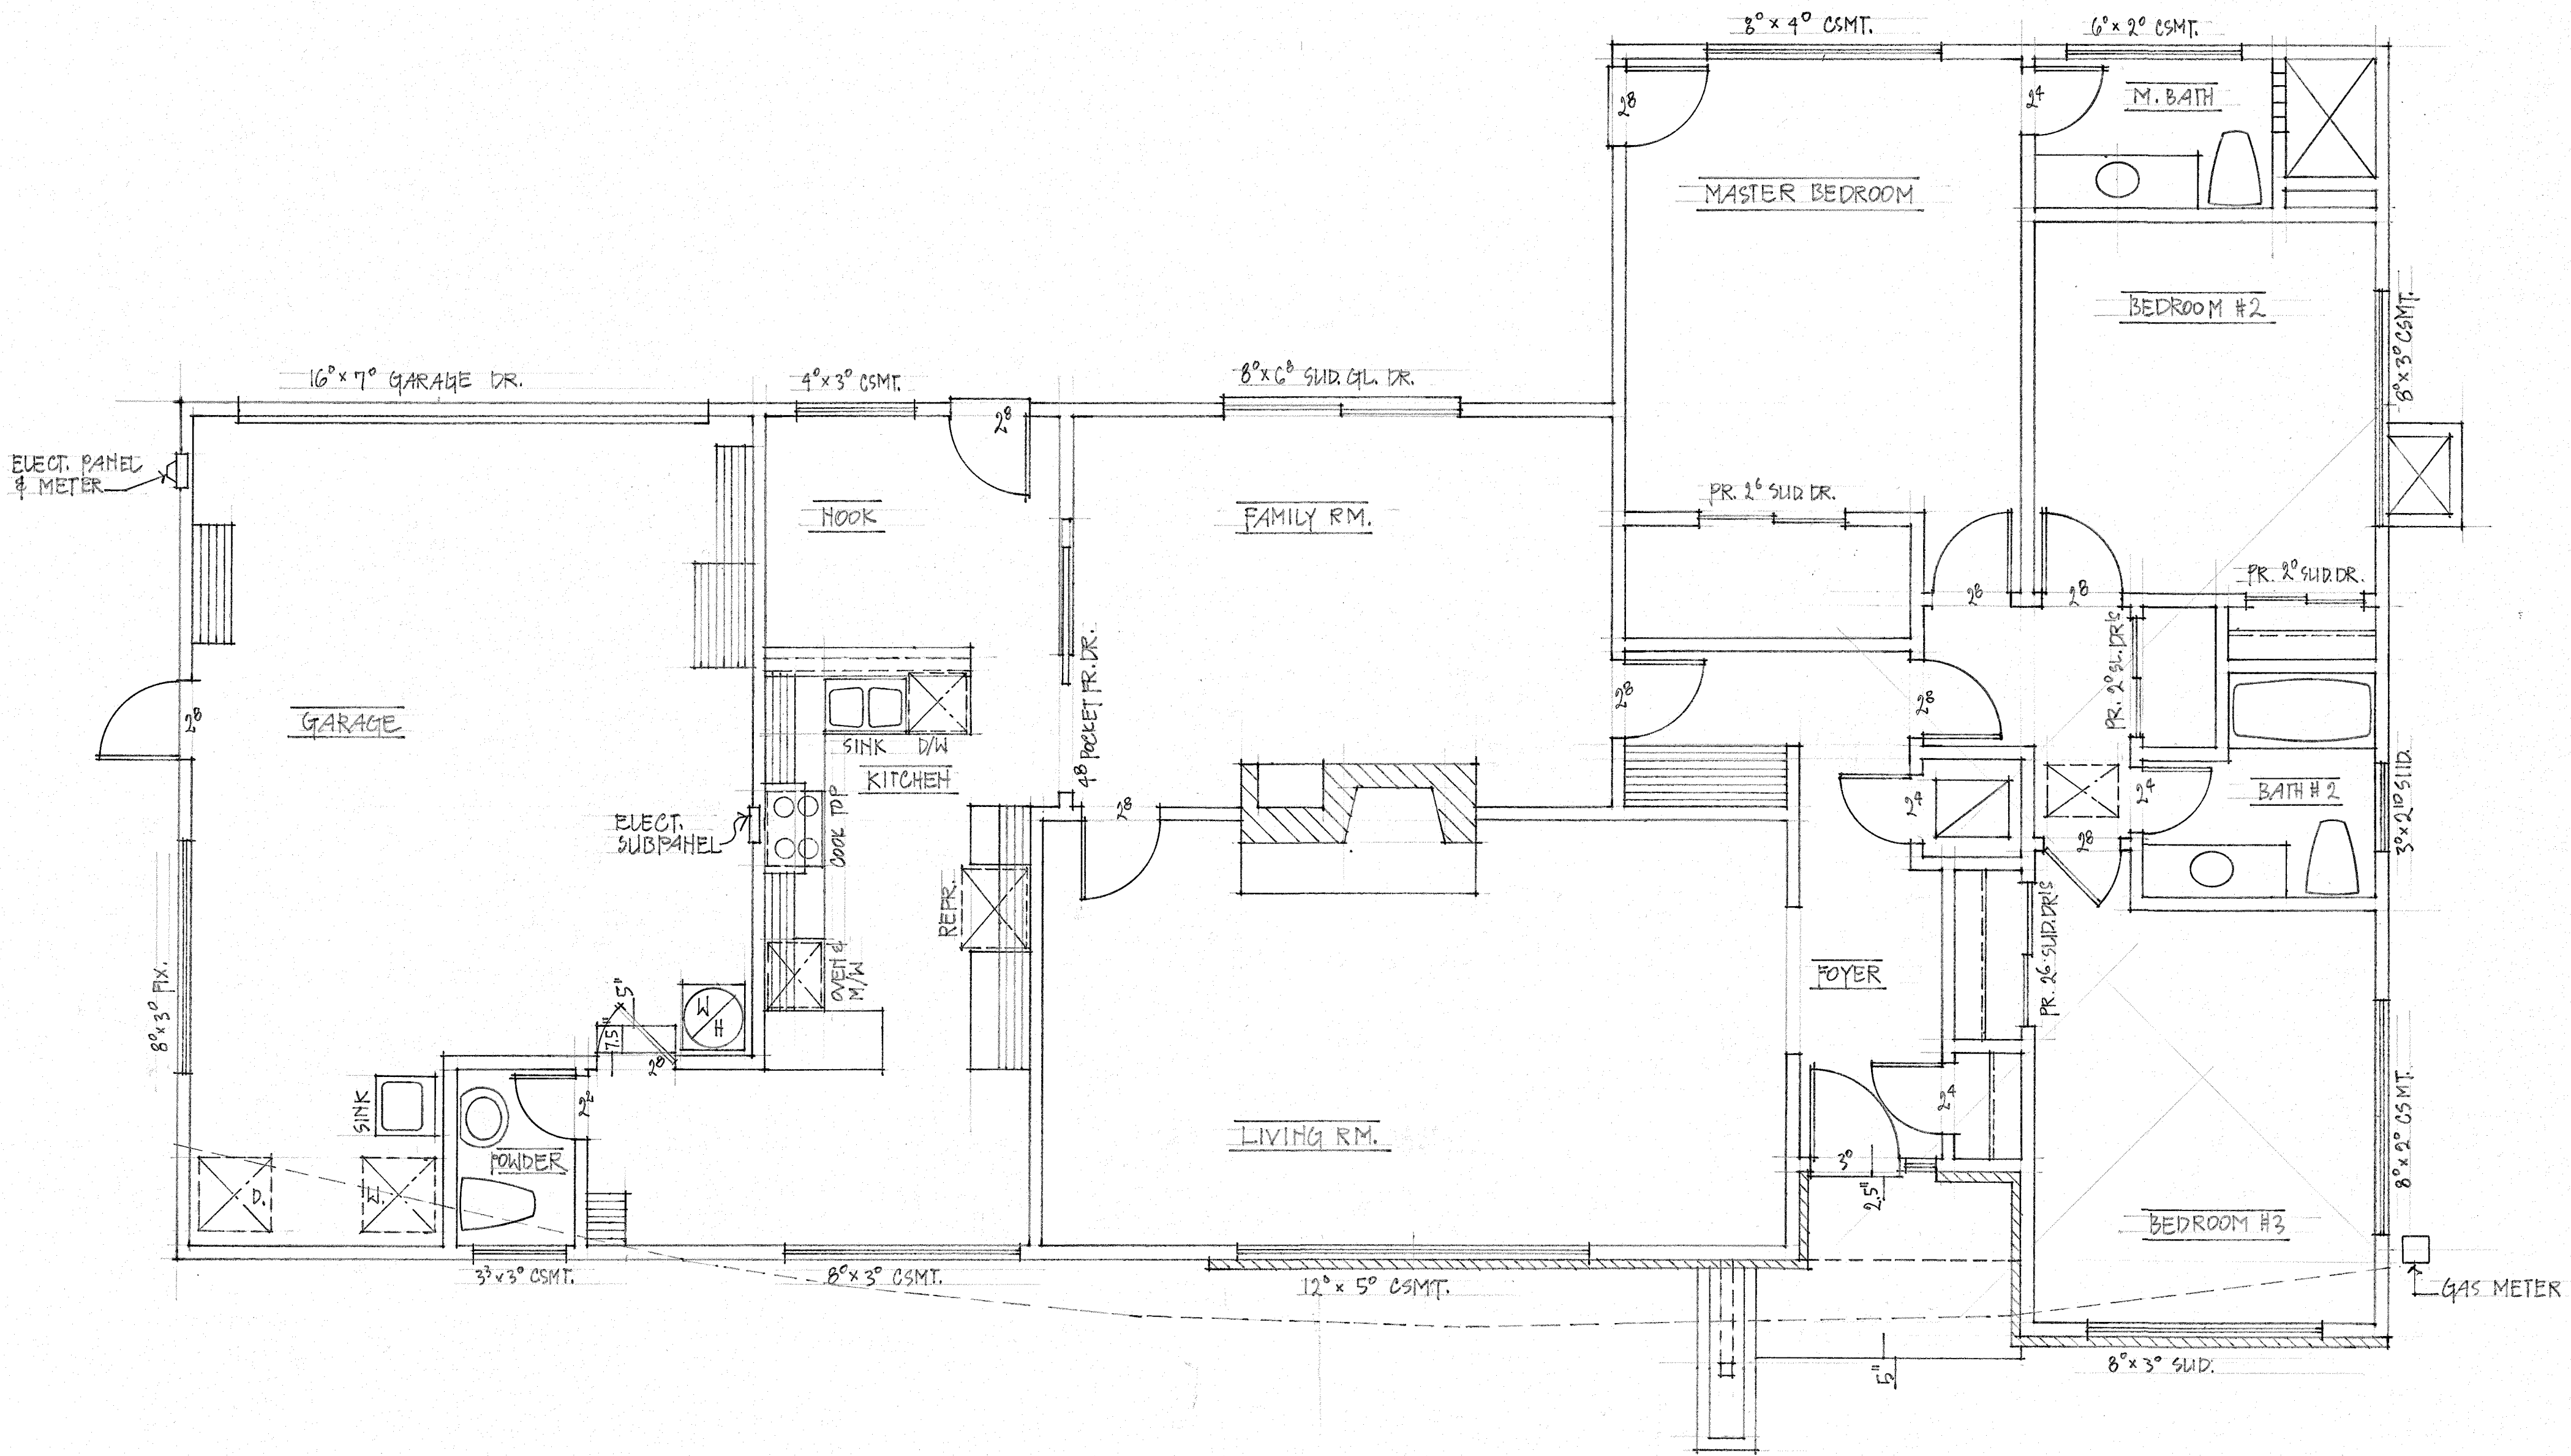 8⁰ x 4⁰ CSMT.
6⁰ x 2⁰ CSMT.
2⁸
2⁴
M. BATH
MASTER BEDROOM
BEDROOM #2
8⁰ x 3⁰ CSMT.
16⁰ x 7⁰ GARAGE DR.
4⁰ x 3⁰ CSMT.
8⁰ x 6⁸ SLID. GL. DR.
2⁸
ELECT. PANEL
& METER
NOOK
FAMILY RM.
PR. 2⁶ SLID. DR.
2⁸
2⁸
PR. 2⁰ SLID. DR.
PR. 2⁰ SL. DR'S
4⁸ POCKET FR. DR.
2⁸
2⁸
2⁸
GARAGE
SINK
D/W
KITCHEN
COOK TOP
2⁸
2⁴
2⁴
BATH #2
3⁰ x 2¹⁰ SLID.
ELECT.
SUBPANEL
2⁸
REFR.
OVEN &
M/W
PR. 2⁶ SLID. DR'S
FOYER
8⁰ x 3⁰ FIX.
5"
7.5"
2⁸
W
H
SINK
2²
2⁴
8⁰ x 2⁰ CSMT.
LIVING RM.
POWDER
D.
W.
3⁰
2.5"
BEDROOM #3
3³ x 3⁰ CSMT.
8⁰ x 3⁰ CSMT.
12⁰ x 5⁰ CSMT.
GAS METER
8⁰ x 3⁰ SLID.
5"